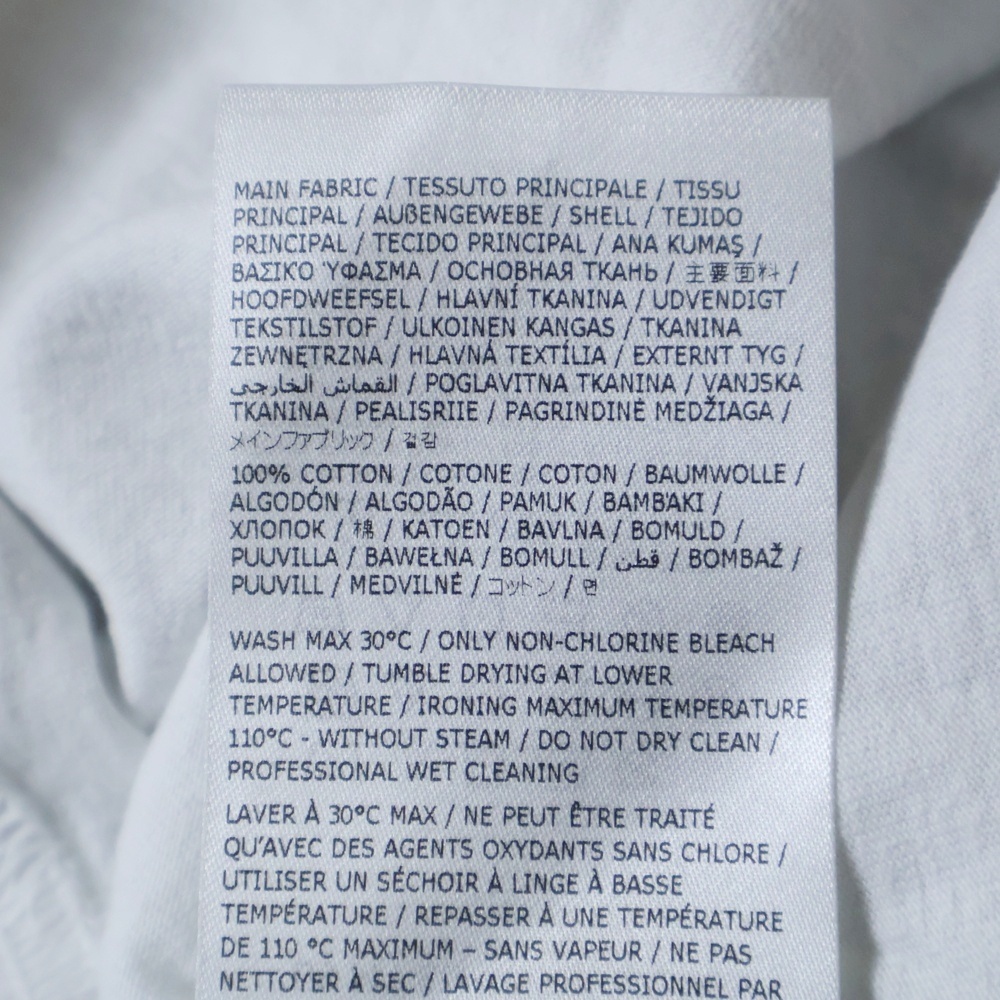 MAIN FABRIC / TESSUTO PRINCIPALE / TISSU
PRINCIPAL / AUßENGEWEBE / SHELL / TEJIDO
PRINCIPAL / TECIDO PRINCIPAL / ANA KUMAŞ /
ΒΑΣΙΚΟ ΎΦΑΣΜΑ / ОСНОВНАЯ ТКАНЬ / 主要面料 /
HOOFDWEEFSEL / HLAVNÍ TKANINA / UDVENDIGT
TEKSTILSTOF / ULKOINEN KANGAS / TKANINA
ZEWNĘTRZNA / HLAVNÁ TEXTÍLIA / EXTERNT TYG /
القماش الخارجي / POGLAVITNA TKANINA / VANJSKA
TKANINA / PEALISRIIE / PAGRINDINĖ MEDŽIAGA /
メインファブリック / 겉감
100% COTTON / COTONE / COTON / BAUMWOLLE /
ALGODÓN / ALGODÃO / PAMUK / ΒΑΜΒΆΚΙ /
ХЛОПОК / 棉 / KATOEN / BAVLNA / BOMULD /
PUUVILLA / BAWEŁNA / BOMULL / قطن / BOMBAŽ /
PUUVILL / MEDVILNĖ / コットン / 면
WASH MAX 30°C / ONLY NON-CHLORINE BLEACH
ALLOWED / TUMBLE DRYING AT LOWER
TEMPERATURE / IRONING MAXIMUM TEMPERATURE
110°C - WITHOUT STEAM / DO NOT DRY CLEAN /
PROFESSIONAL WET CLEANING
LAVER À 30°C MAX / NE PEUT ÊTRE TRAITÉ
QU'AVEC DES AGENTS OXYDANTS SANS CHLORE /
UTILISER UN SÉCHOIR À LINGE À BASSE
TEMPÉRATURE / REPASSER À UNE TEMPÉRATURE
DE 110 °C MAXIMUM – SANS VAPEUR / NE PAS
NETTOYER À SEC / LAVAGE PROFESSIONNEL PAR